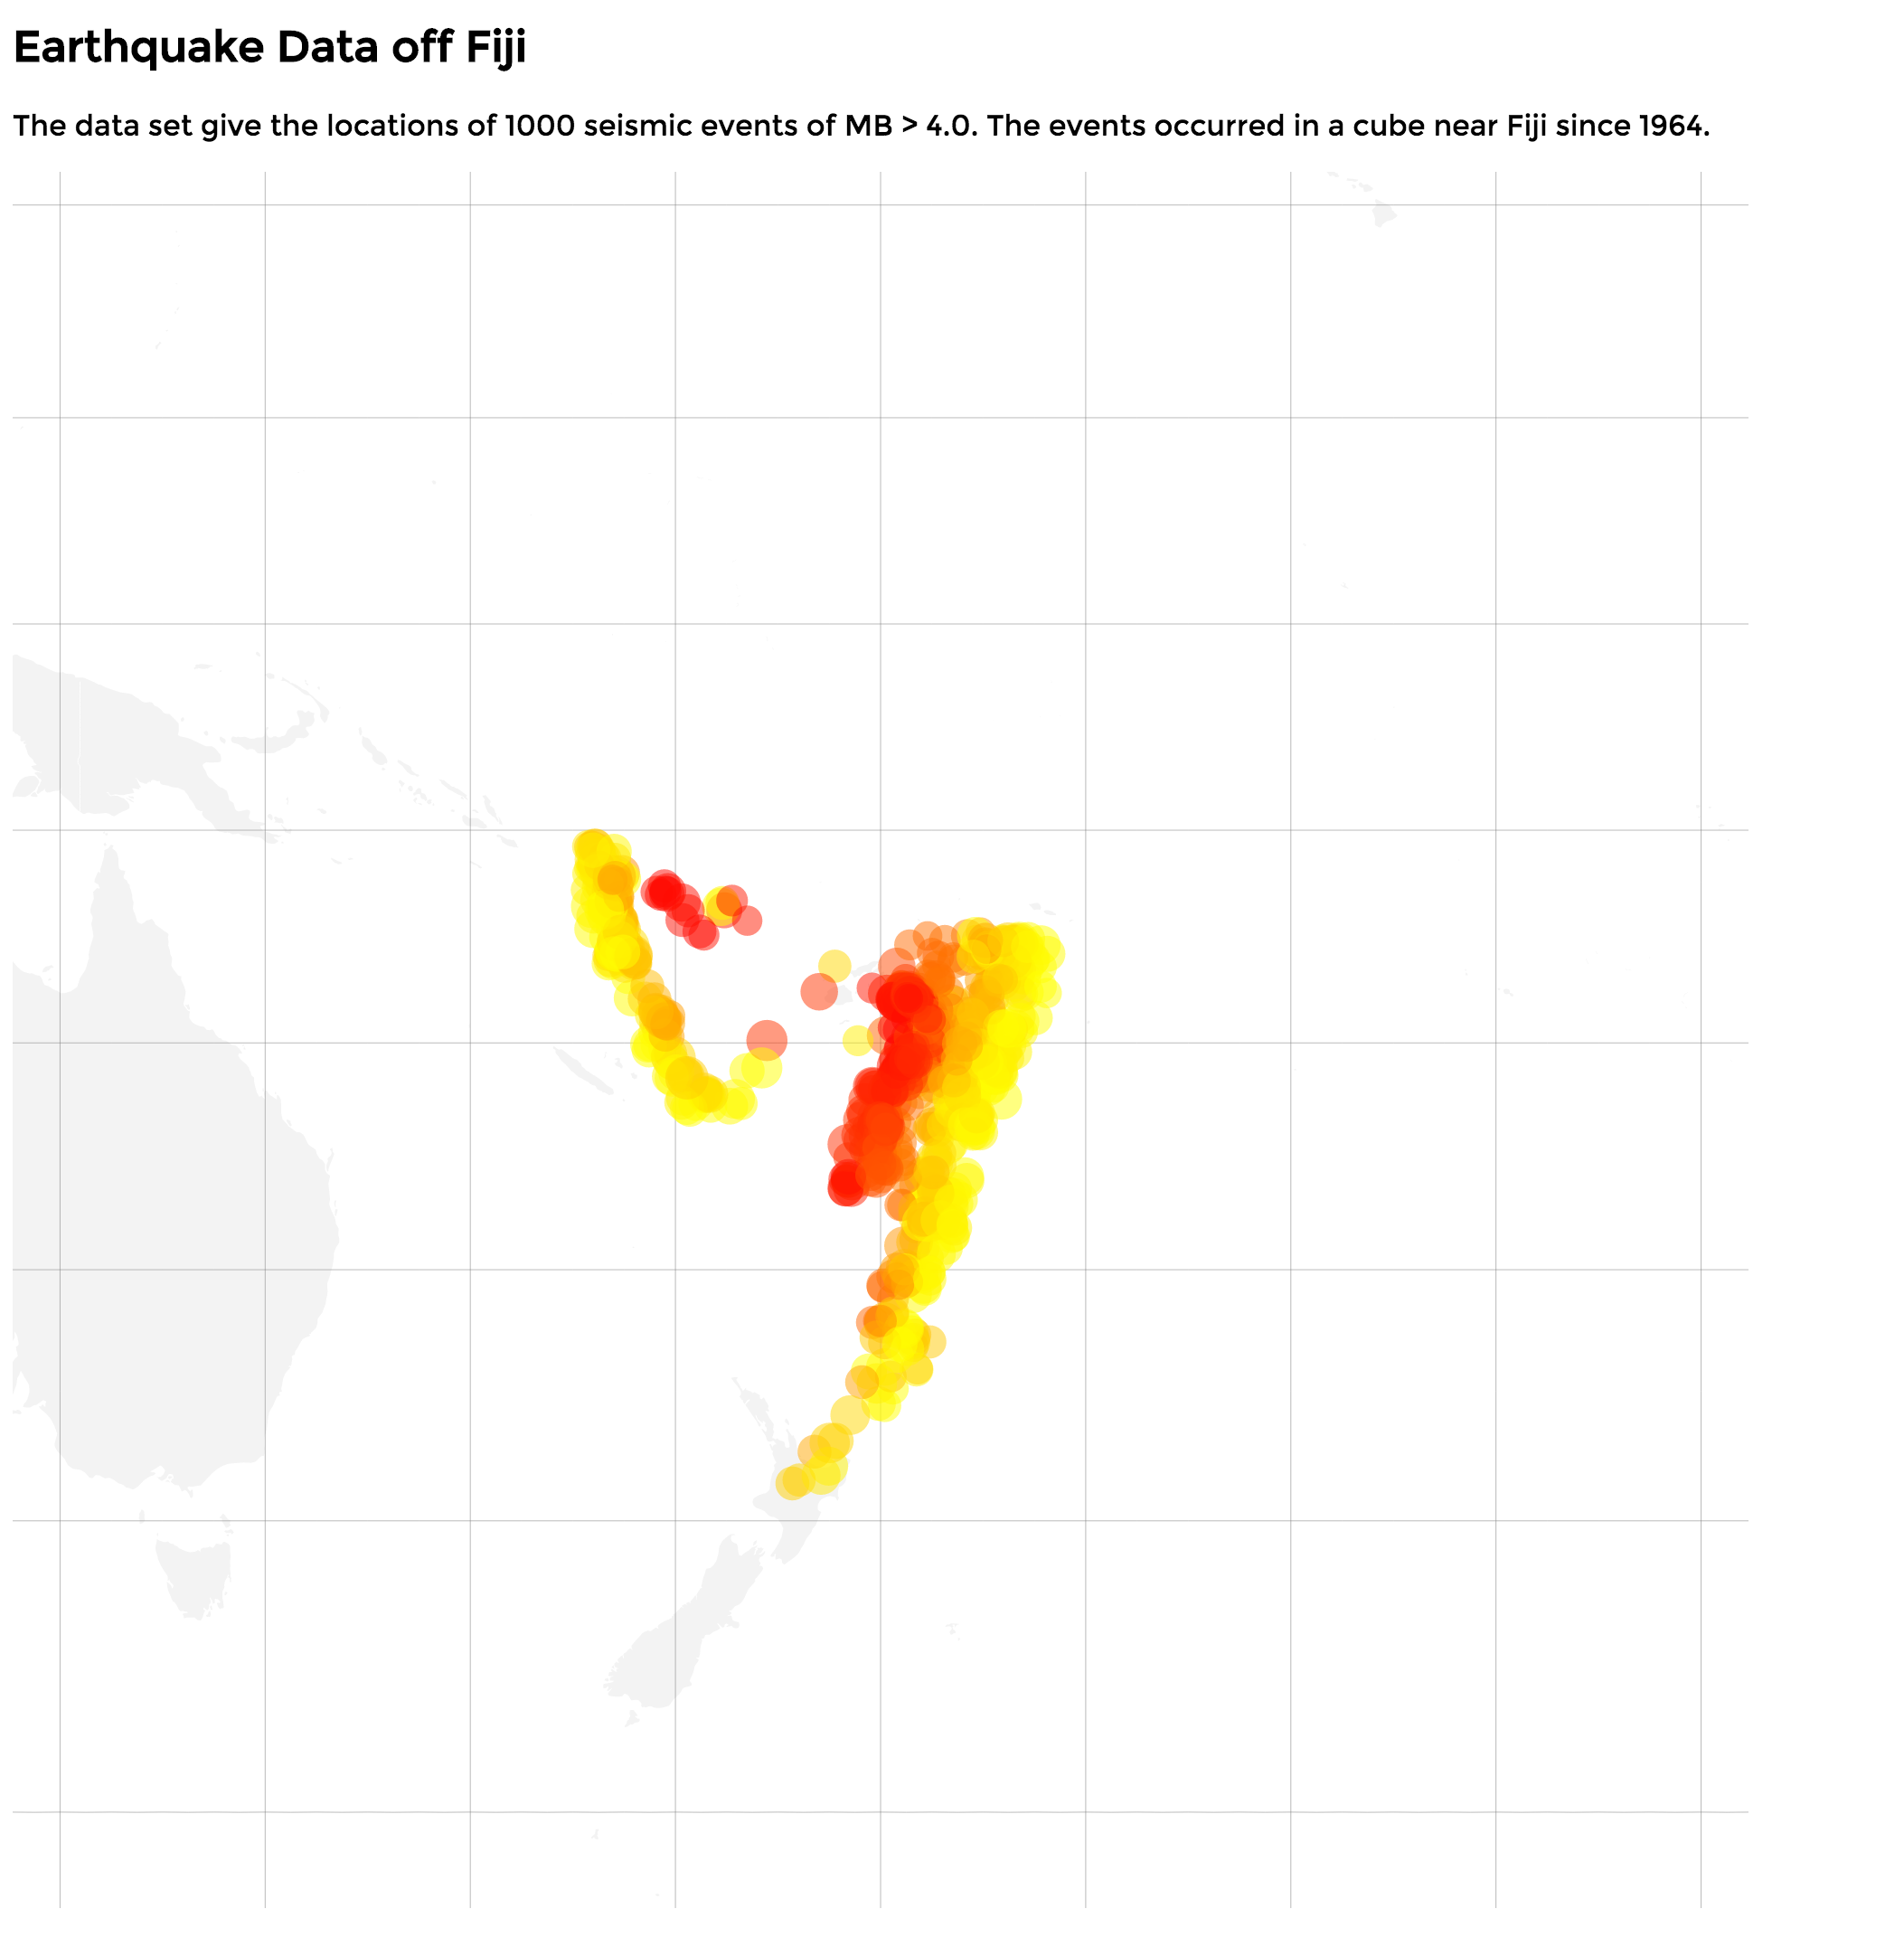 Earthquake Data off Fiji
The data set give the locations of 1000 seismic events of MB > 4.0. The events occurred in a cube near Fiji since 1964.